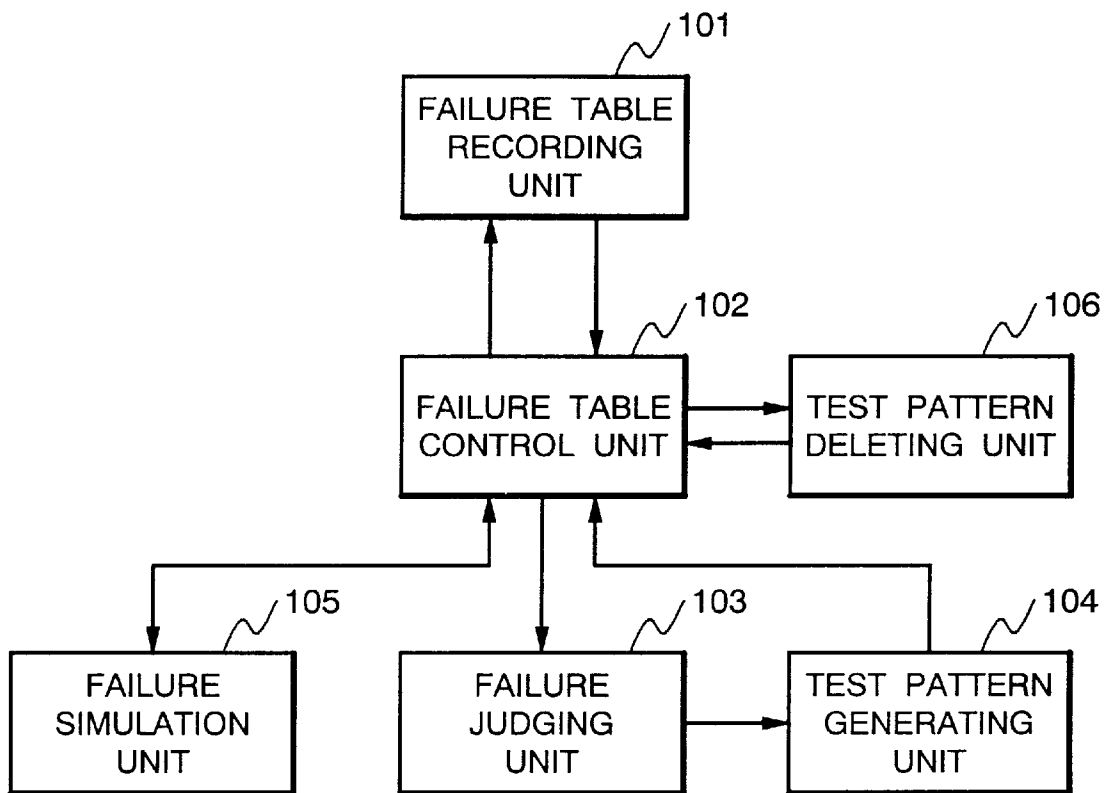 101
FAILURE TABLE
RECORDING
UNIT
102
FAILURE TABLE
CONTROL UNIT
106
TEST PATTERN
DELETING UNIT
105
FAILURE
SIMULATION
UNIT
103
FAILURE
JUDGING
UNIT
104
TEST PATTERN
GENERATING
UNIT